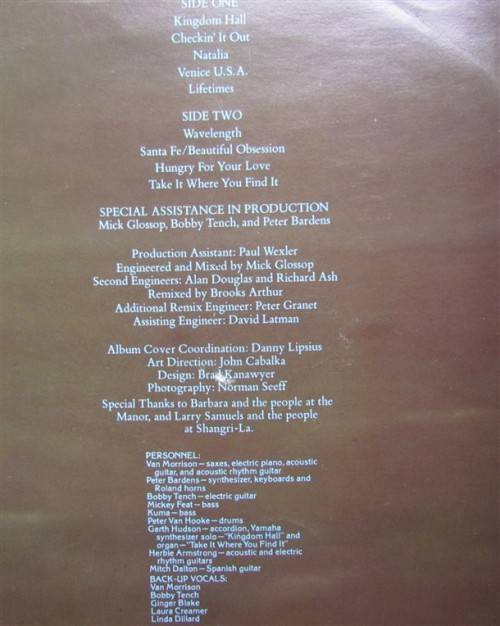 SIDE ONE
Kingdom Hall
Checkin' It Out
Natalia
Venice U.S.A.
Lifetimes
SIDE TWO
Wavelength
Santa Fe/Beautiful Obsession
Hungry For Your Love
Take It Where You Find It
SPECIAL ASSISTANCE IN PRODUCTION
Mick Glossop, Bobby Tench, and Peter Bardens
Production Assistant: Paul Wexler
Engineered and Mixed by Mick Glossop
Second Engineers: Alan Douglas and Richard Ash
Remixed by Brooks Arthur
Additional Remix Engineer: Peter Granet
Assisting Engineer: David Latman
Album Cover Coordination: Danny Lipsius
Art Direction: John Cabalka
Design: Brad Kanawyer
Photography: Norman Seeff
Special Thanks to Barbara and the people at the
Manor, and Larry Samuels and the people
at Shangri-La.
PERSONNEL:
Van Morrison—saxes, electric piano, acoustic
guitar, and acoustic rhythm guitar
Peter Bardens—synthesizer, keyboards and
Roland horns
Bobby Tench—electric guitar
Mickey Feat—bass
Kuma—bass
Peter Van Hooke—drums
Garth Hudson—accordion, Yamaha
synthesizer solo—"Kingdom Hall" and
organ—"Take It Where You Find It"
Herbie Armstrong—acoustic and electric
rhythm guitars
Mitch Dalton—Spanish guitar
BACK-UP VOCALS:
Van Morrison
Bobby Tench
Ginger Blake
Laura Creamer
Linda Dillard